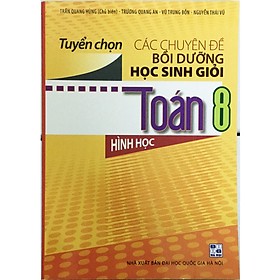 TRẦN QUANG HÙNG (Chủ biên) - TRƯƠNG QUANG AN - VŨ TRUNG BỒN - NGUYỄN THÁI VŨ
Tuyển chọn
CÁC CHUYÊN ĐỀ
BỒI DƯỠNG
HỌC SINH GIỎI
Toán 8
HÌNH HỌC
NHÀ XUẤT BẢN ĐẠI HỌC QUỐC GIA HÀ NỘI